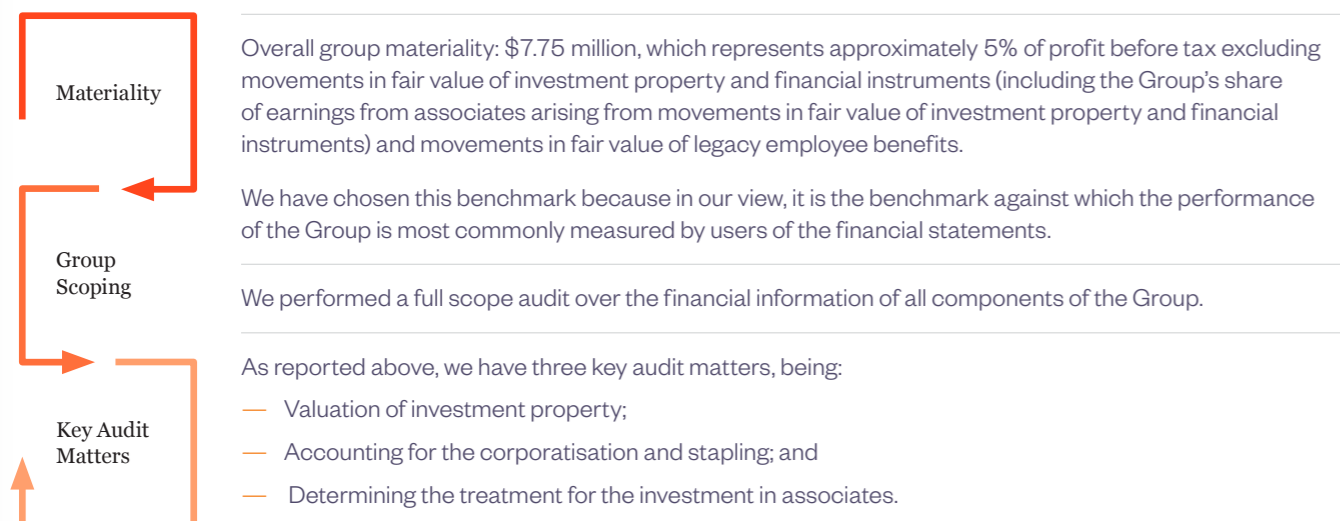 Materiality
Overall group materiality: $7.75 million, which represents approximately 5% of profit before tax excluding
movements in fair value of investment property and financial instruments (including the Group’s share
of earnings from associates arising from movements in fair value of investment property and financial
instruments) and movements in fair value of legacy employee benefits.
We have chosen this benchmark because in our view, it is the benchmark against which the performance
of the Group is most commonly measured by users of the financial statements.
Group
Scoping
We performed a full scope audit over the financial information of all components of the Group.
Key Audit
Matters
As reported above, we have three key audit matters, being:
— Valuation of investment property;
— Accounting for the corporatisation and stapling; and
— Determining the treatment for the investment in associates.